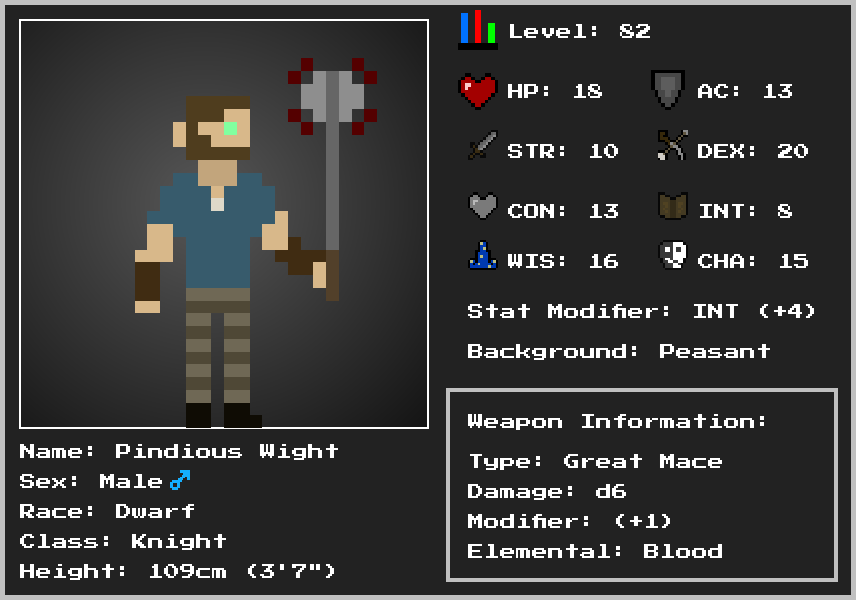 Level: 82
HP: 18
AC: 13
STR: 10
DEX: 20
CON: 13
INT: 8
WIS: 16
CHA: 15
Stat Modifier: INT (+4)
Background: Peasant
Weapon Information:
Type: Great Mace
Damage: d6
Modifier: (+1)
Elemental: Blood
Name: Pindious Wight
Sex: Male♂
Race: Dwarf
Class: Knight
Height: 109cm (3'7")